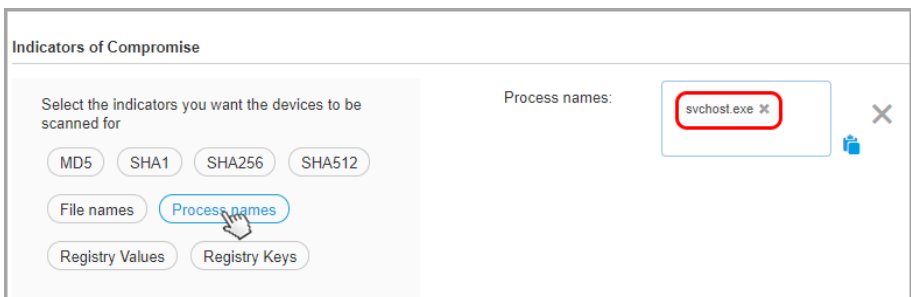 Indicators of Compromise
Select the indicators you want the devices to be
scanned for
MD5 SHA1 SHA256 SHA512
File names Process names
Registry Values Registry Keys
Process names:
svchost.exe